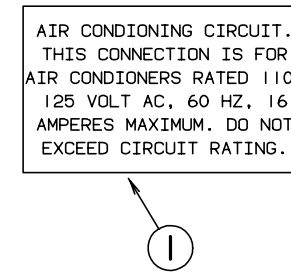 AIR CONDIONING CIRCUIT.
THIS CONNECTION IS FOR
AIR CONDIONERS RATED 110
125 VOLT AC, 60 HZ, 16
AMPERES MAXIMUM. DO NOT
EXCEED CIRCUIT RATING.
1